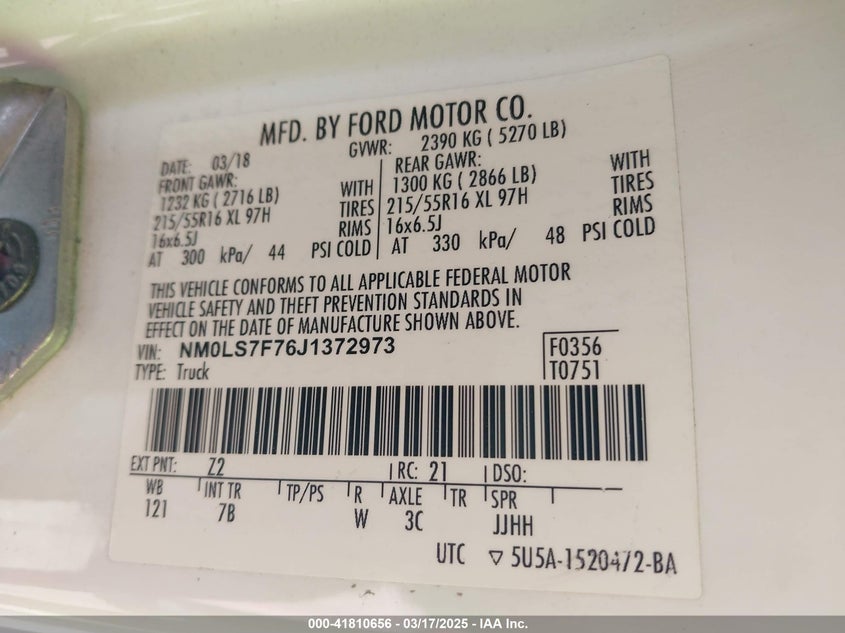 MFD. BY FORD MOTOR CO.
DATE: 03/18 GVWR: 2390 KG ( 5270 LB)
FRONT GAWR: WITH REAR GAWR: WITH
1232 KG ( 2716 LB) TIRES 1300 KG ( 2866 LB) TIRES
215/55R16 XL 97H RIMS 215/55R16 XL 97H RIMS
16x6.5J 16x6.5J
AT 300 kPa/ 44 PSI COLD AT 330 kPa/ 48 PSI COLD
THIS VEHICLE CONFORMS TO ALL APPLICABLE FEDERAL MOTOR
VEHICLE SAFETY AND THEFT PREVENTION STANDARDS IN
EFFECT ON THE DATE OF MANUFACTURE SHOWN ABOVE.
VIN: NM0LS7F76J1372973 F0356
TYPE: Truck T0751
EXT PNT: Z2 RC: 21 DSO:
WB INT TR TP/PS R AXLE TR SPR
121 7B W 3C JJHH
UTC ▽ 5U5A-1520472-BA
000-41810656 - 03/17/2025 - IAA Inc.